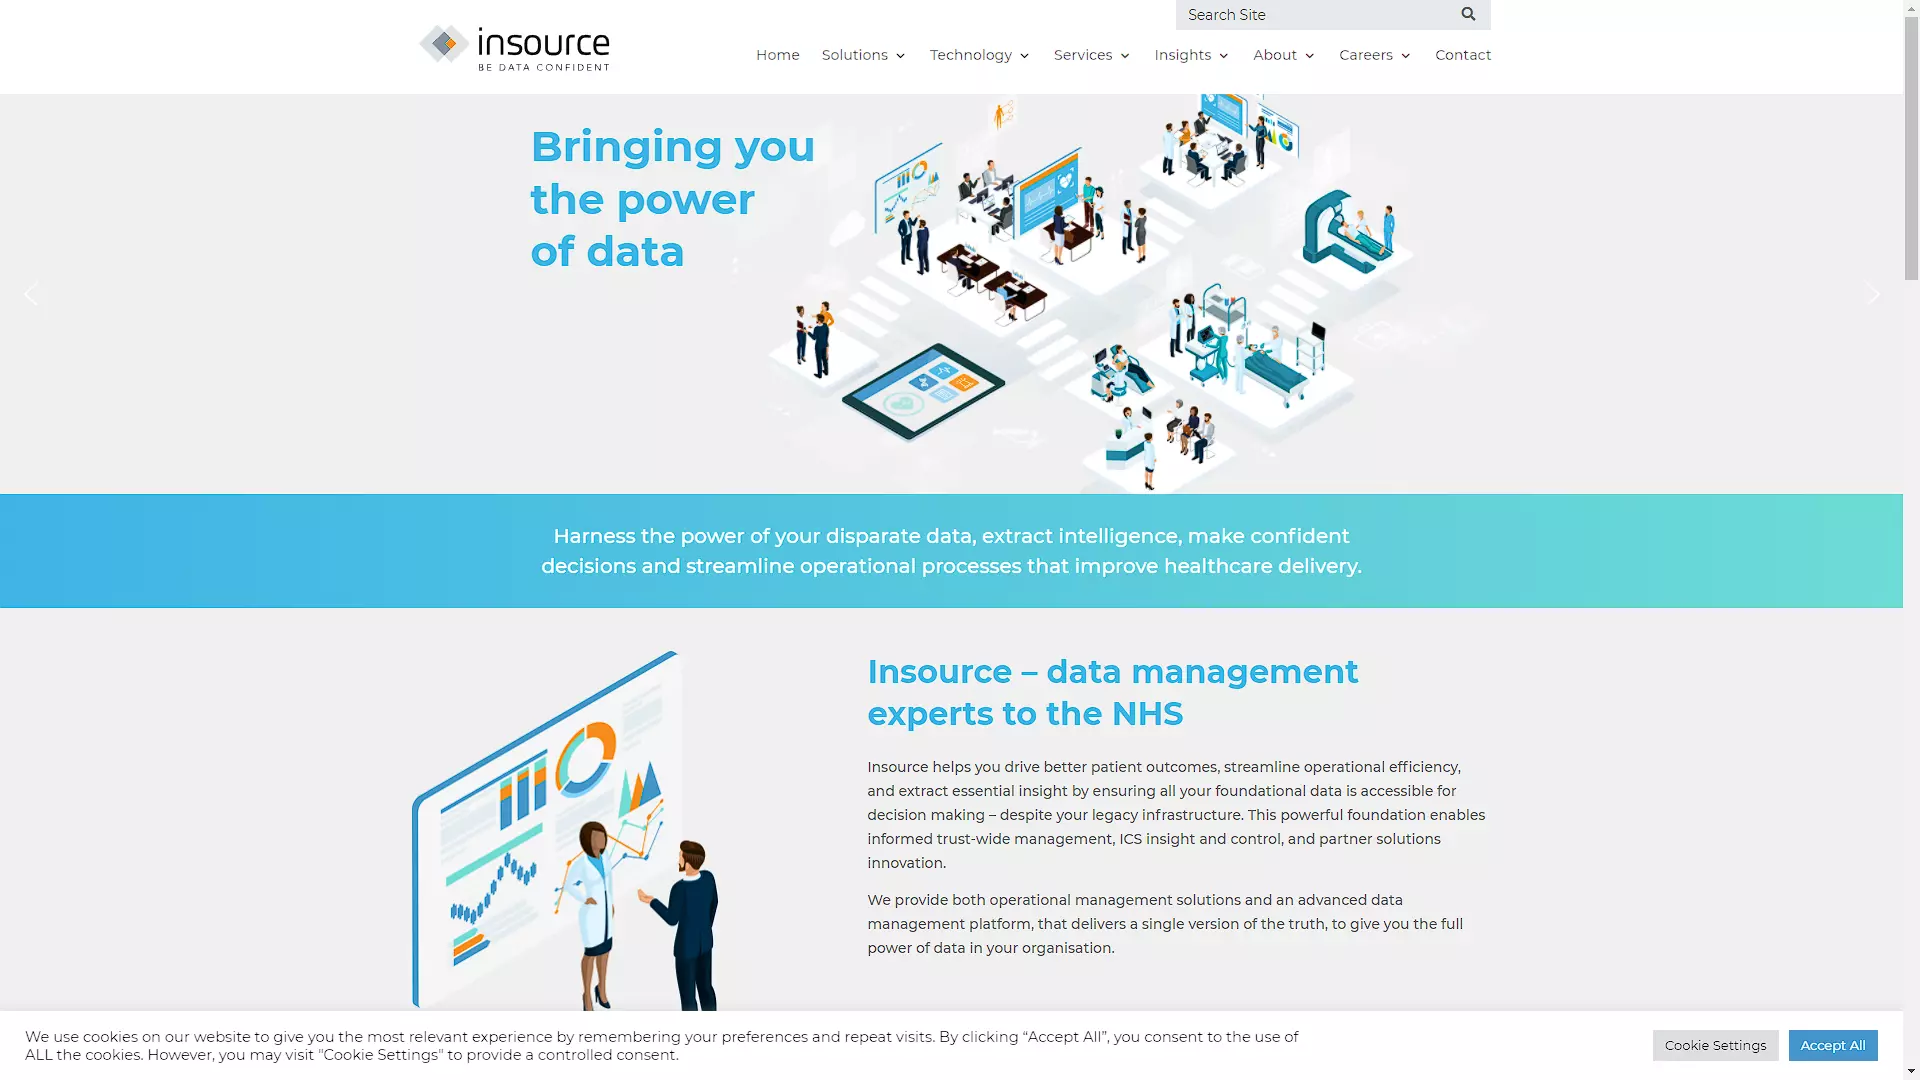 Search Site
insource
BE DATA CONFIDENT
Home Solutions Technology Services Insights About Careers Contact
Bringing you
the power
of data
Harness the power of your disparate data, extract intelligence, make confident
decisions and streamline operational processes that improve healthcare delivery.
Insource – data management
experts to the NHS
Insource helps you drive better patient outcomes, streamline operational efficiency,
and extract essential insight by ensuring all your foundational data is accessible for
decision making – despite your legacy infrastructure. This powerful foundation enables
informed trust-wide management, ICS insight and control, and partner solutions
innovation.
We provide both operational management solutions and an advanced data
management platform, that delivers a single version of the truth, to give you the full
power of data in your organisation.
We use cookies on our website to give you the most relevant experience by remembering your preferences and repeat visits. By clicking “Accept All”, you consent to the use of
ALL the cookies. However, you may visit "Cookie Settings" to provide a controlled consent.
Cookie Settings
Accept All